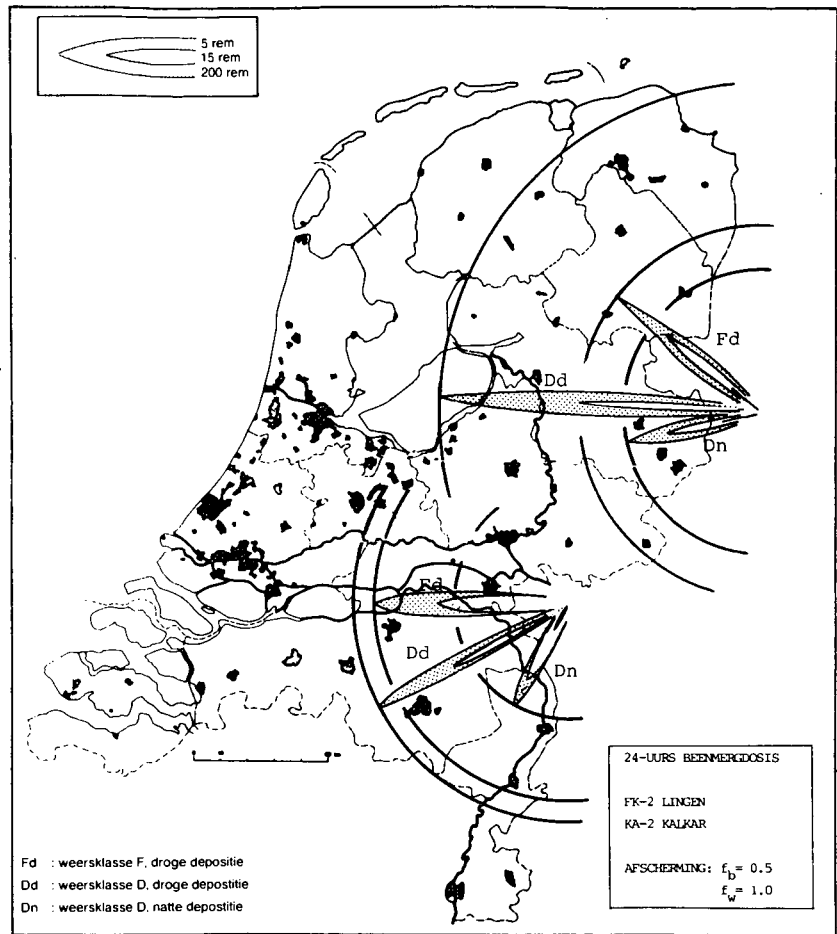 5 rem
15 rem
200 rem
Fd
Dd
Dn
Fd
Dd
Dn
24-UURS BEENMERGDOSIS
FK-2 LINGEN
KA-2 KALKAR
AFSCHERMING: f_b= 0.5
f_w= 1.0
Fd : weersklasse F, droge depositie
Dd : weersklasse D, droge depositie
Dn : weersklasse D, natte depostitie